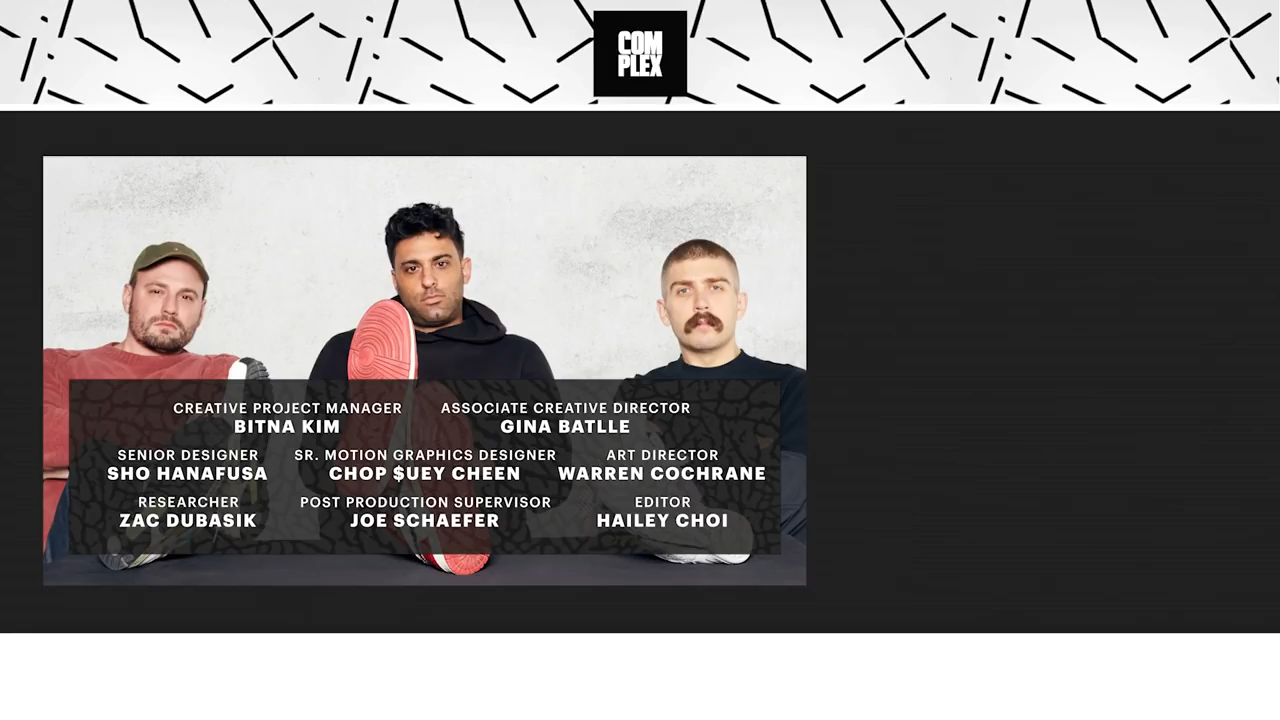 COM
PLEX
CREATIVE PROJECT MANAGER ASSOCIATE CREATIVE DIRECTOR
BITNA KIM GINA BATLLE
SENIOR DESIGNER SR. MOTION GRAPHICS DESIGNER ART DIRECTOR
SHO HANAFUSA CHOP $UEY CHEEN WARREN COCHRANE
RESEARCHER POST PRODUCTION SUPERVISOR EDITOR
ZAC DUBASIK JOE SCHAEFER HAILEY CHOI